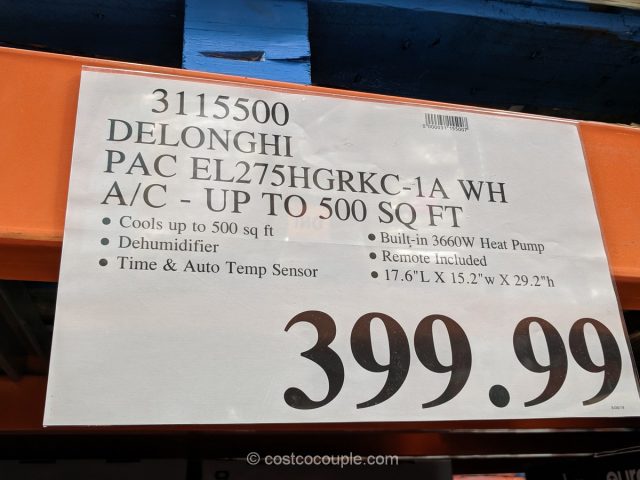 3115500
DELONGHI
PAC EL275HGRKC-1A WH
A/C - UP TO 500 SQ FT
• Cools up to 500 sq ft
• Dehumidifier
• Time & Auto Temp Sensor
• Built-in 3660W Heat Pump
• Remote Included
• 17.6"L X 15.2"w X 29.2"h
399.99
© costcocouple.com